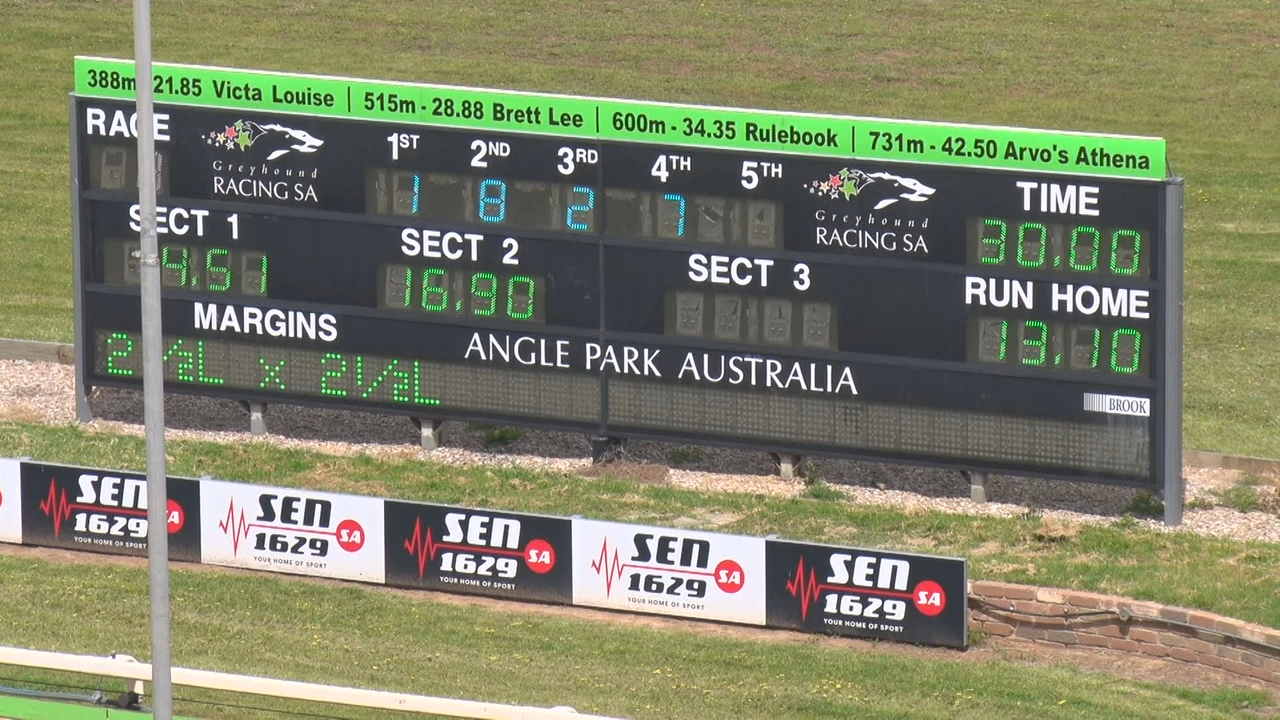 388m 21.85 Victa Louise | 515m - 28.88 Brett Lee | 600m - 34.35 Rulebook | 731m - 42.50 Arvo's Athena
RACE
Greyhound
RACING SA
1ST 2ND 3RD 4TH 5TH
1 8 2 7
Greyhound
RACING SA
TIME
30.00
SECT 1
4.51
SECT 2
16.90
SECT 3
RUN HOME
13.10
MARGINS
2 ½L x 2½L
ANGLE PARK AUSTRALIA
BROOK
SEN
1629
SA
YOUR HOME OF SPORT
SEN
1629
SA
YOUR HOME OF SPORT
SEN
1629
SA
YOUR HOME OF SPORT
SEN
1629
SA
YOUR HOME OF SPORT
SEN
1629
SA
YOUR HOME OF SPORT